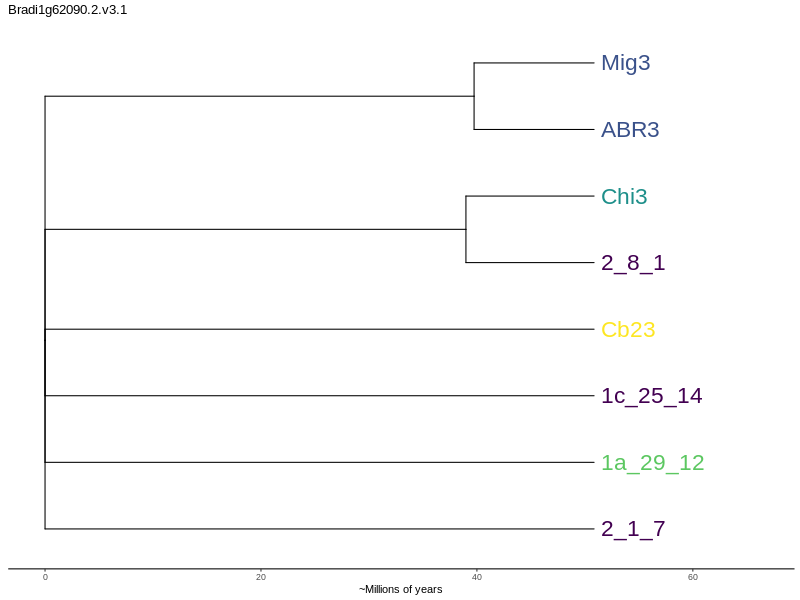 Bradi1g62090.2.v3.1
Mig3
ABR3
Chi3
2_8_1
Cb23
1c_25_14
1a_29_12
2_1_7
0 20 40 60
~Millions of years